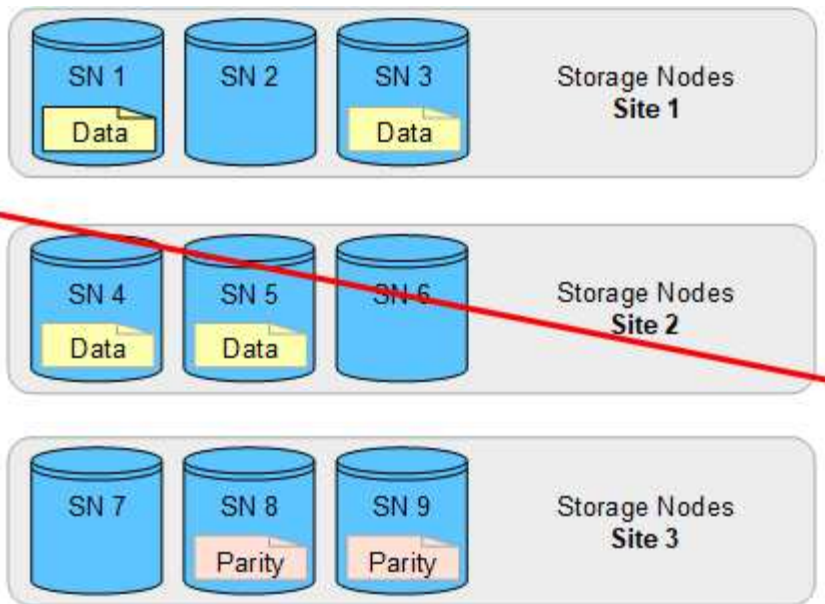 SN 1 SN 2 SN 3 Storage Nodes
Site 1
Data Data
SN 4 SN 5 SN 6 Storage Nodes
Site 2
Data Data
SN 7 SN 8 SN 9 Storage Nodes
Site 3
Parity Parity